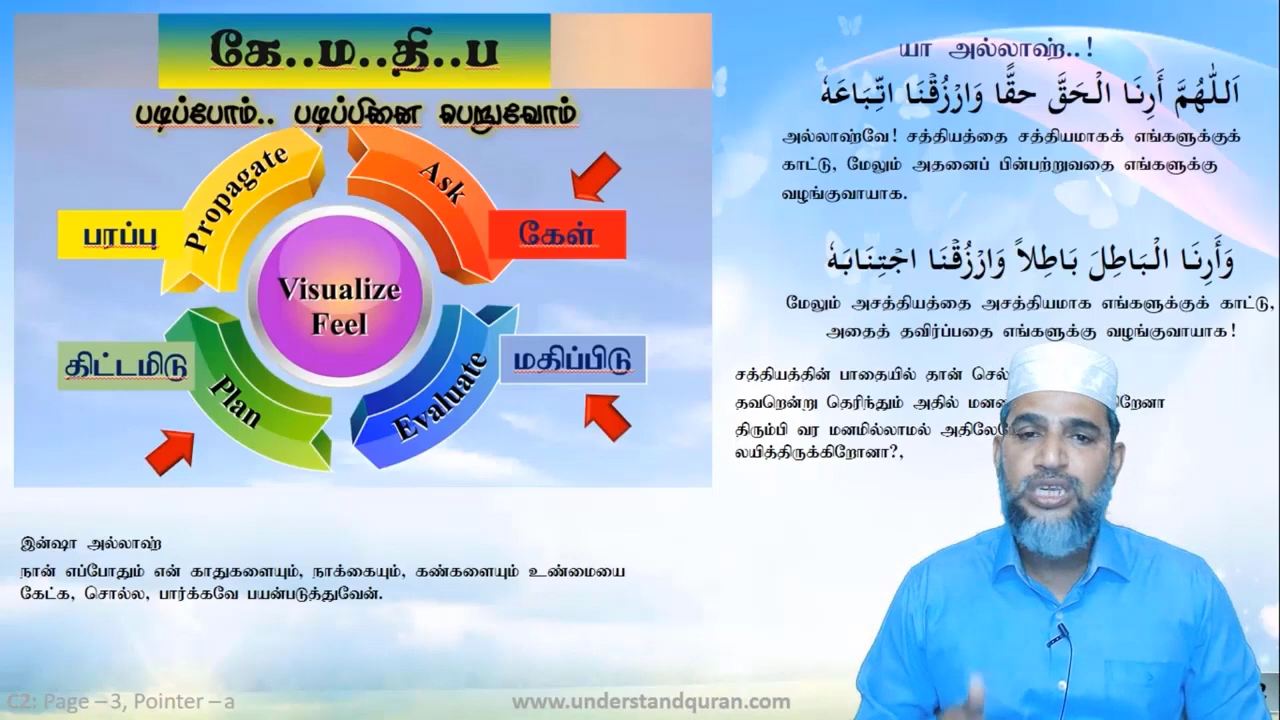 கே..ம..தி..ப
படிப்போம்.. படிப்பினை பெறுவோம்
Propagate
Ask
பரப்பு
கேள்
Visualize
Feel
திட்டமிடு
மதிப்பிடு
Plan
Evaluate
இன்ஷா அல்லாஹ்
நான் எப்போதும் என் காதுகளையும், நாக்கையும், கண்களையும் உண்மையை
கேட்க, சொல்ல, பார்க்கவே பயன்படுத்துவேன்.
யா அல்லாஹ்..!
اَللّٰهُمَّ أَرِنَا الْحَقَّ حقًّا وَارْزُقْنَا اتِّبَاعَهٗ
அல்லாஹ்வே! சத்தியத்தை சத்தியமாகக் எங்களுக்குக்
காட்டு, மேலும் அதனைப் பின்பற்றுவதை எங்களுக்கு
வழங்குவாயாக.
وَأَرِنَا الْبَاطِلَ بَاطِلاً وَارْزُقْنَا اجْتِنَابَهٗ
மேலும் அசத்தியத்தை அசத்தியமாக எங்களுக்குக் காட்டு,
அதைத் தவிர்ப்பதை எங்களுக்கு வழங்குவாயாக!
சத்தியத்தின் பாதையில் தான்
தவறென்று தெரிந்தும் அதில்
திரும்பி வர மனமில்லாமல்
லயித்திருக்கிறோனா?,
C2: Page – 3, Pointer – a
www.understandquran.com